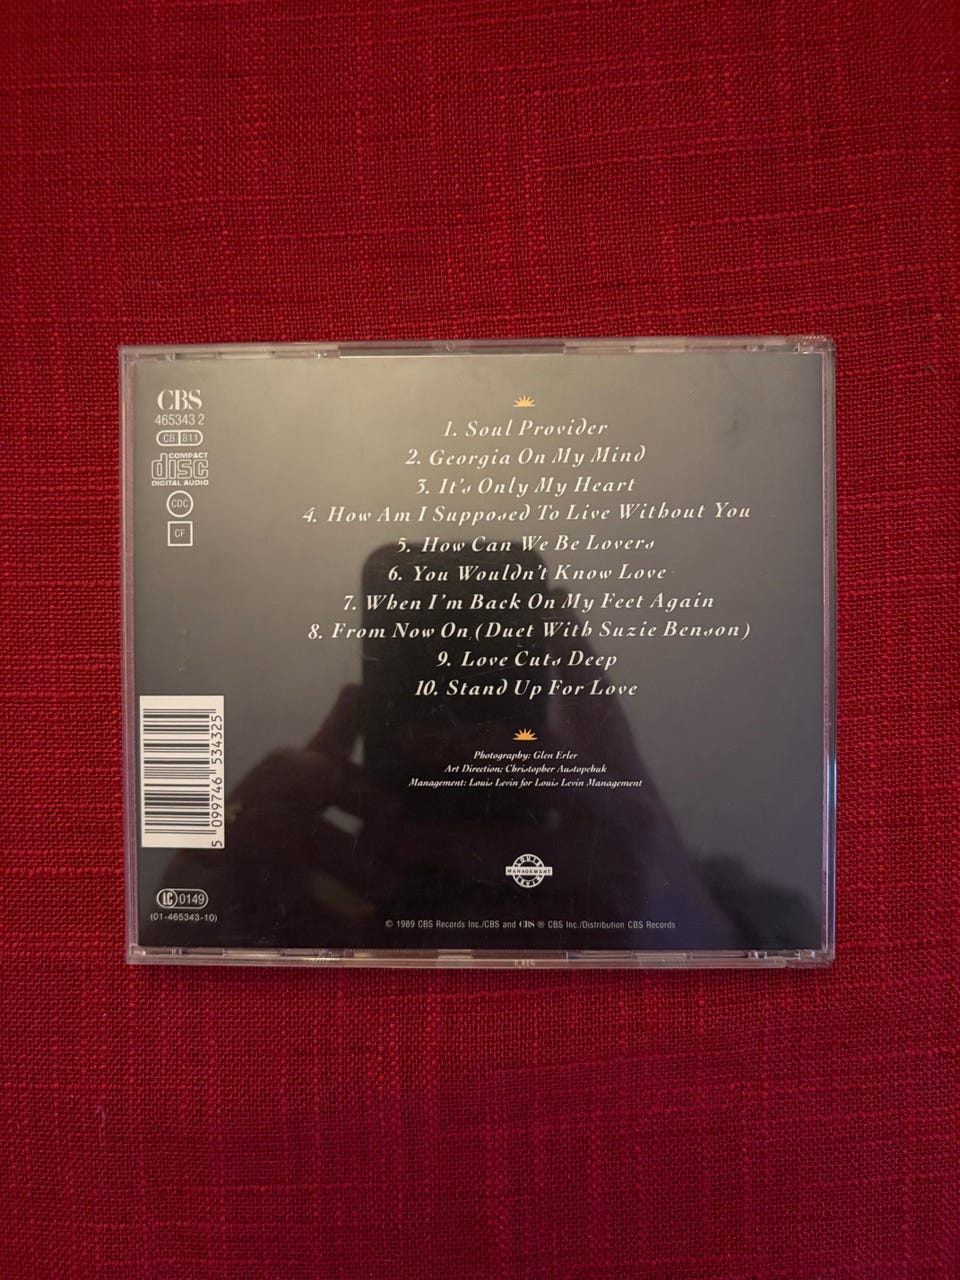 CBS
465343 2
CB 811
COMPACT
disc
DIGITAL AUDIO
CDC
CF
1. Soul Provider
2. Georgia On My Mind
3. It's Only My Heart
4. How Am I Supposed To Live Without You
5. How Can We Be Lovers
6. You Wouldn't Know Love
7. When I'm Back On My Feet Again
8. From Now On (Duet With Suzie Benson)
9. Love Cuts Deep
10. Stand Up For Love
Photography: Glen Erler
Art Direction: Christopher Austopchuk
Management: Louis Levin for Louis Levin Management
5 099746 534325
LOUIS
MANAGEMENT
LEVIN
LC 0149
(01-465343-10)
© 1989 CBS Records Inc./CBS and CBS ® CBS Inc./Distribution CBS Records